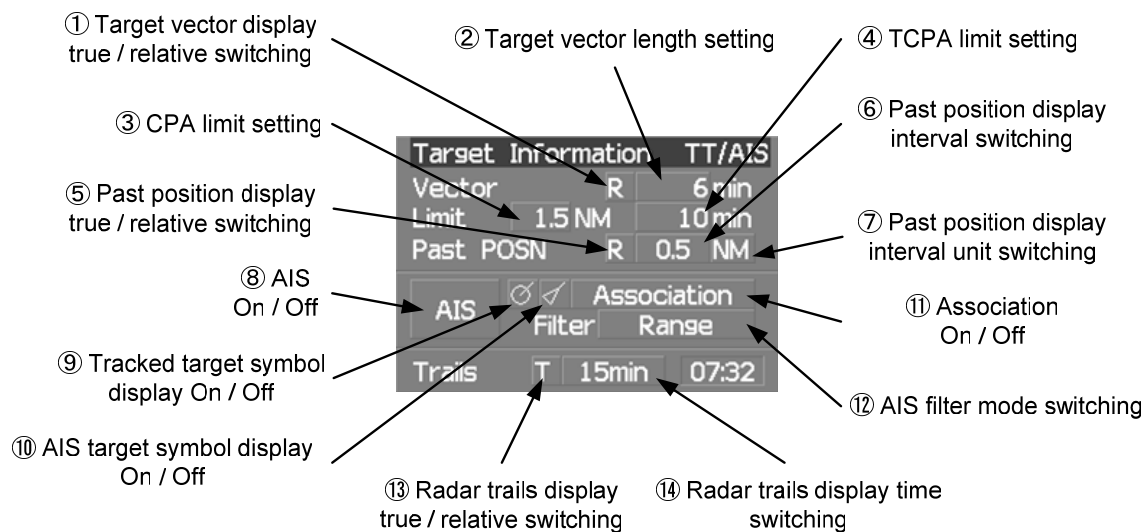 ① Target vector display
true / relative switching
② Target vector length setting
④ TCPA limit setting
③ CPA limit setting
⑥ Past position display
interval switching
⑤ Past position display
true / relative switching
⑦ Past position display
interval unit switching
Target Information TT/AIS
Vector R 6 min
Limit 1.5 NM 10 min
Past POSN R 0.5 NM
AIS Association
Filter Range
Trails T 15min 07:32
⑧ AIS
On / Off
⑪ Association
On / Off
⑨ Tracked target symbol
display On / Off
⑫ AIS filter mode switching
⑩ AIS target symbol display
On / Off
⑬ Radar trails display
true / relative switching
⑭ Radar trails display time
switching